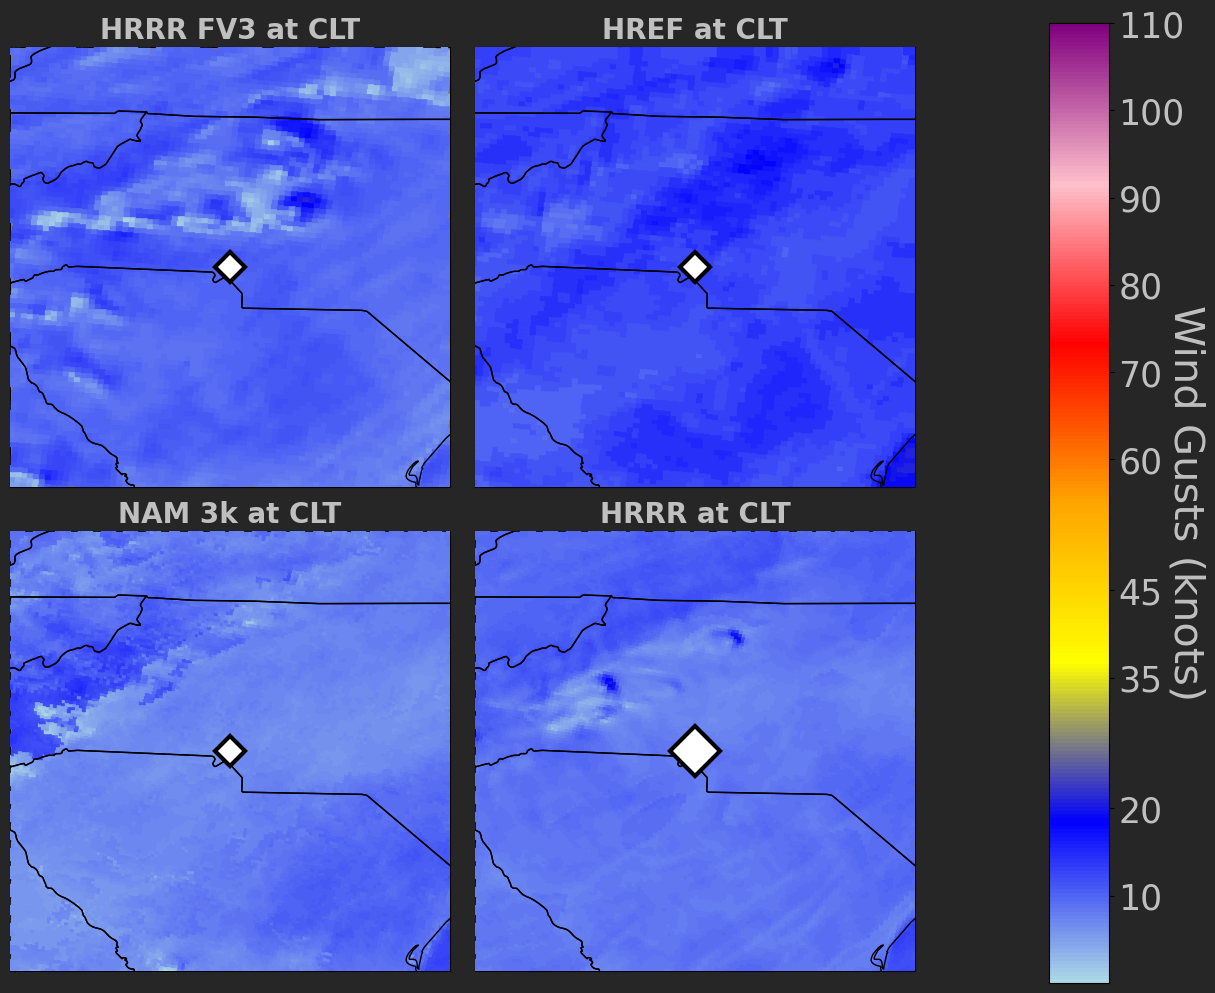 HRRR FV3 at CLT
HREF at CLT
NAM 3k at CLT
HRRR at CLT
110
100
90
80
70
60
45
35
20
10
Wind Gusts (knots)